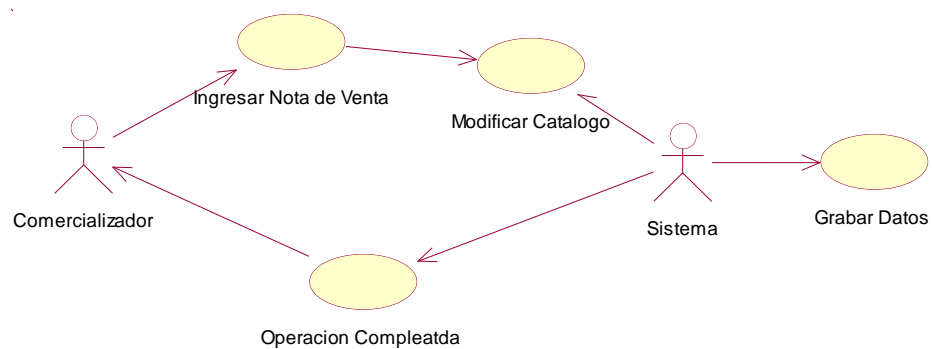 Ingresar Nota de Venta
Modificar Catalogo
Comercializador
Sistema
Grabar Datos
Operacion Compleatda